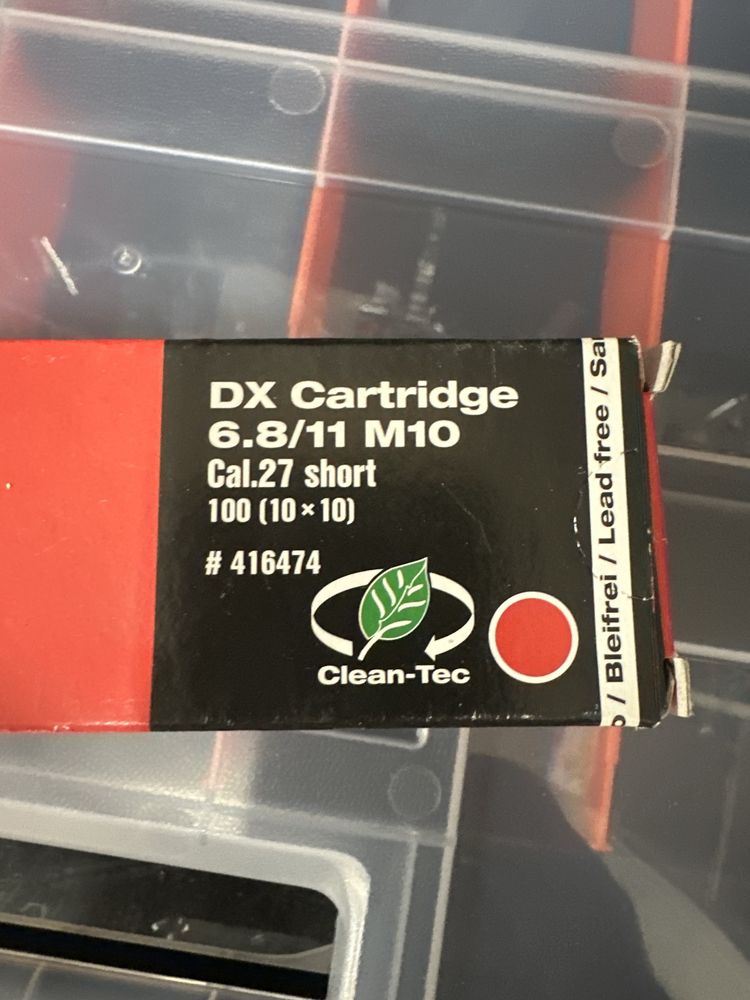 DX Cartridge
6.8/11 M10
Cal.27 short
100 (10 × 10)
# 416474
Clean-Tec
/ Bleifrei / Lead free /